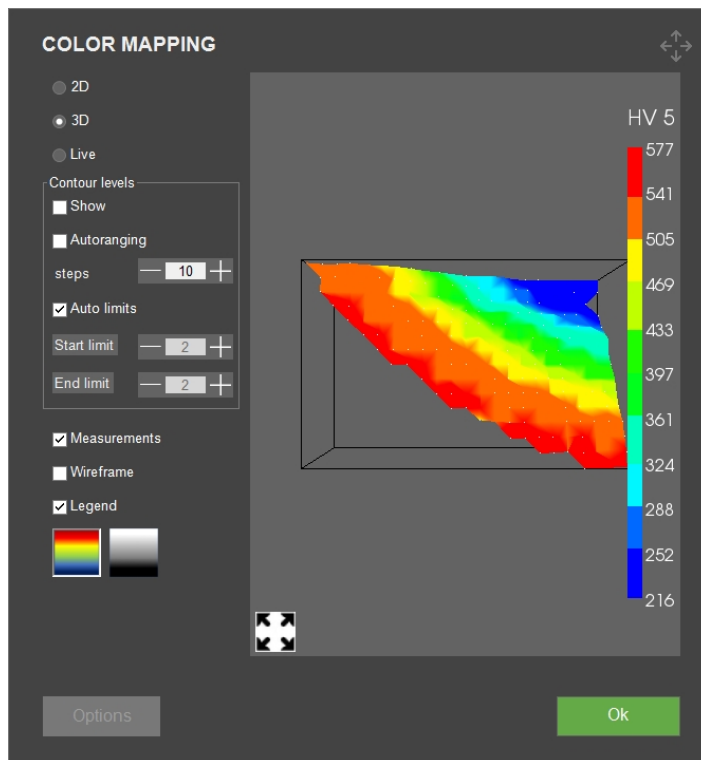 COLOR MAPPING
2D
3D
Live
Contour levels
Show
Autoranging
steps
10
Auto limits
Start limit
2
End limit
2
Measurements
Wireframe
Legend
HV 5
577
541
505
469
433
397
361
324
288
252
216
Options
Ok